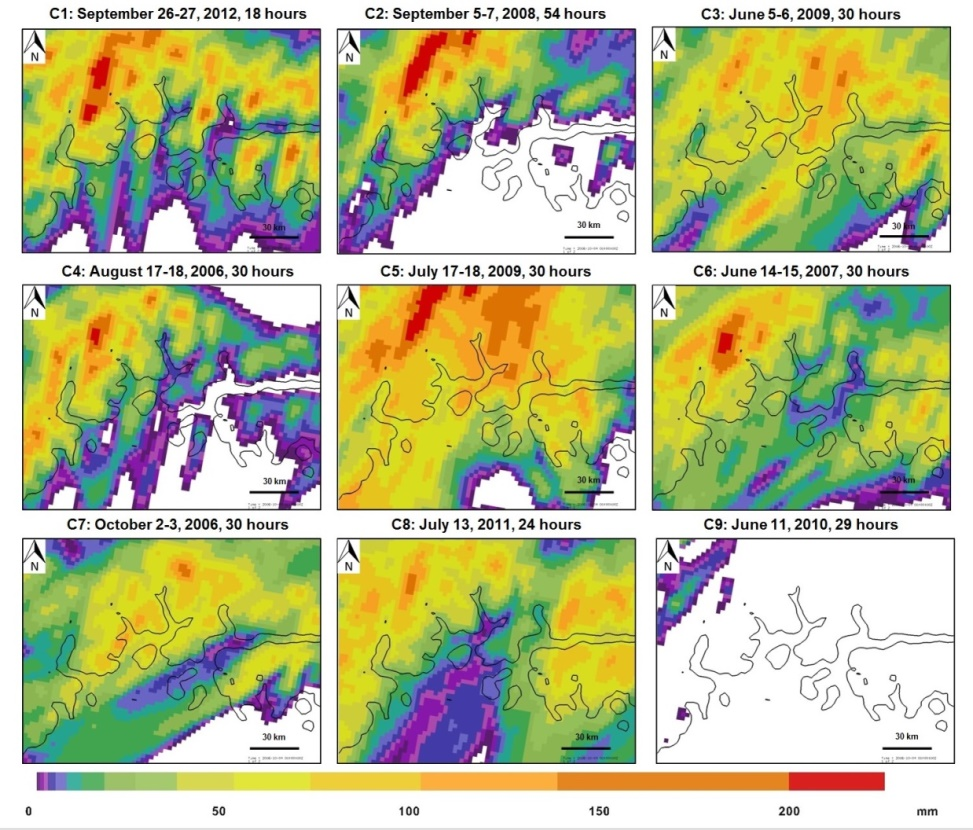 C1: September 26-27, 2012, 18 hours
C2: September 5-7, 2008, 54 hours
C3: June 5-6, 2009, 30 hours
N
30 km
N
30 km
N
30 km
C4: August 17-18, 2006, 30 hours
C5: July 17-18, 2009, 30 hours
C6: June 14-15, 2007, 30 hours
N
30 km
N
30 km
N
30 km
C7: October 2-3, 2006, 30 hours
C8: July 13, 2011, 24 hours
C9: June 11, 2010, 29 hours
N
30 km
N
30 km
N
30 km
0 50 100 150 200 mm